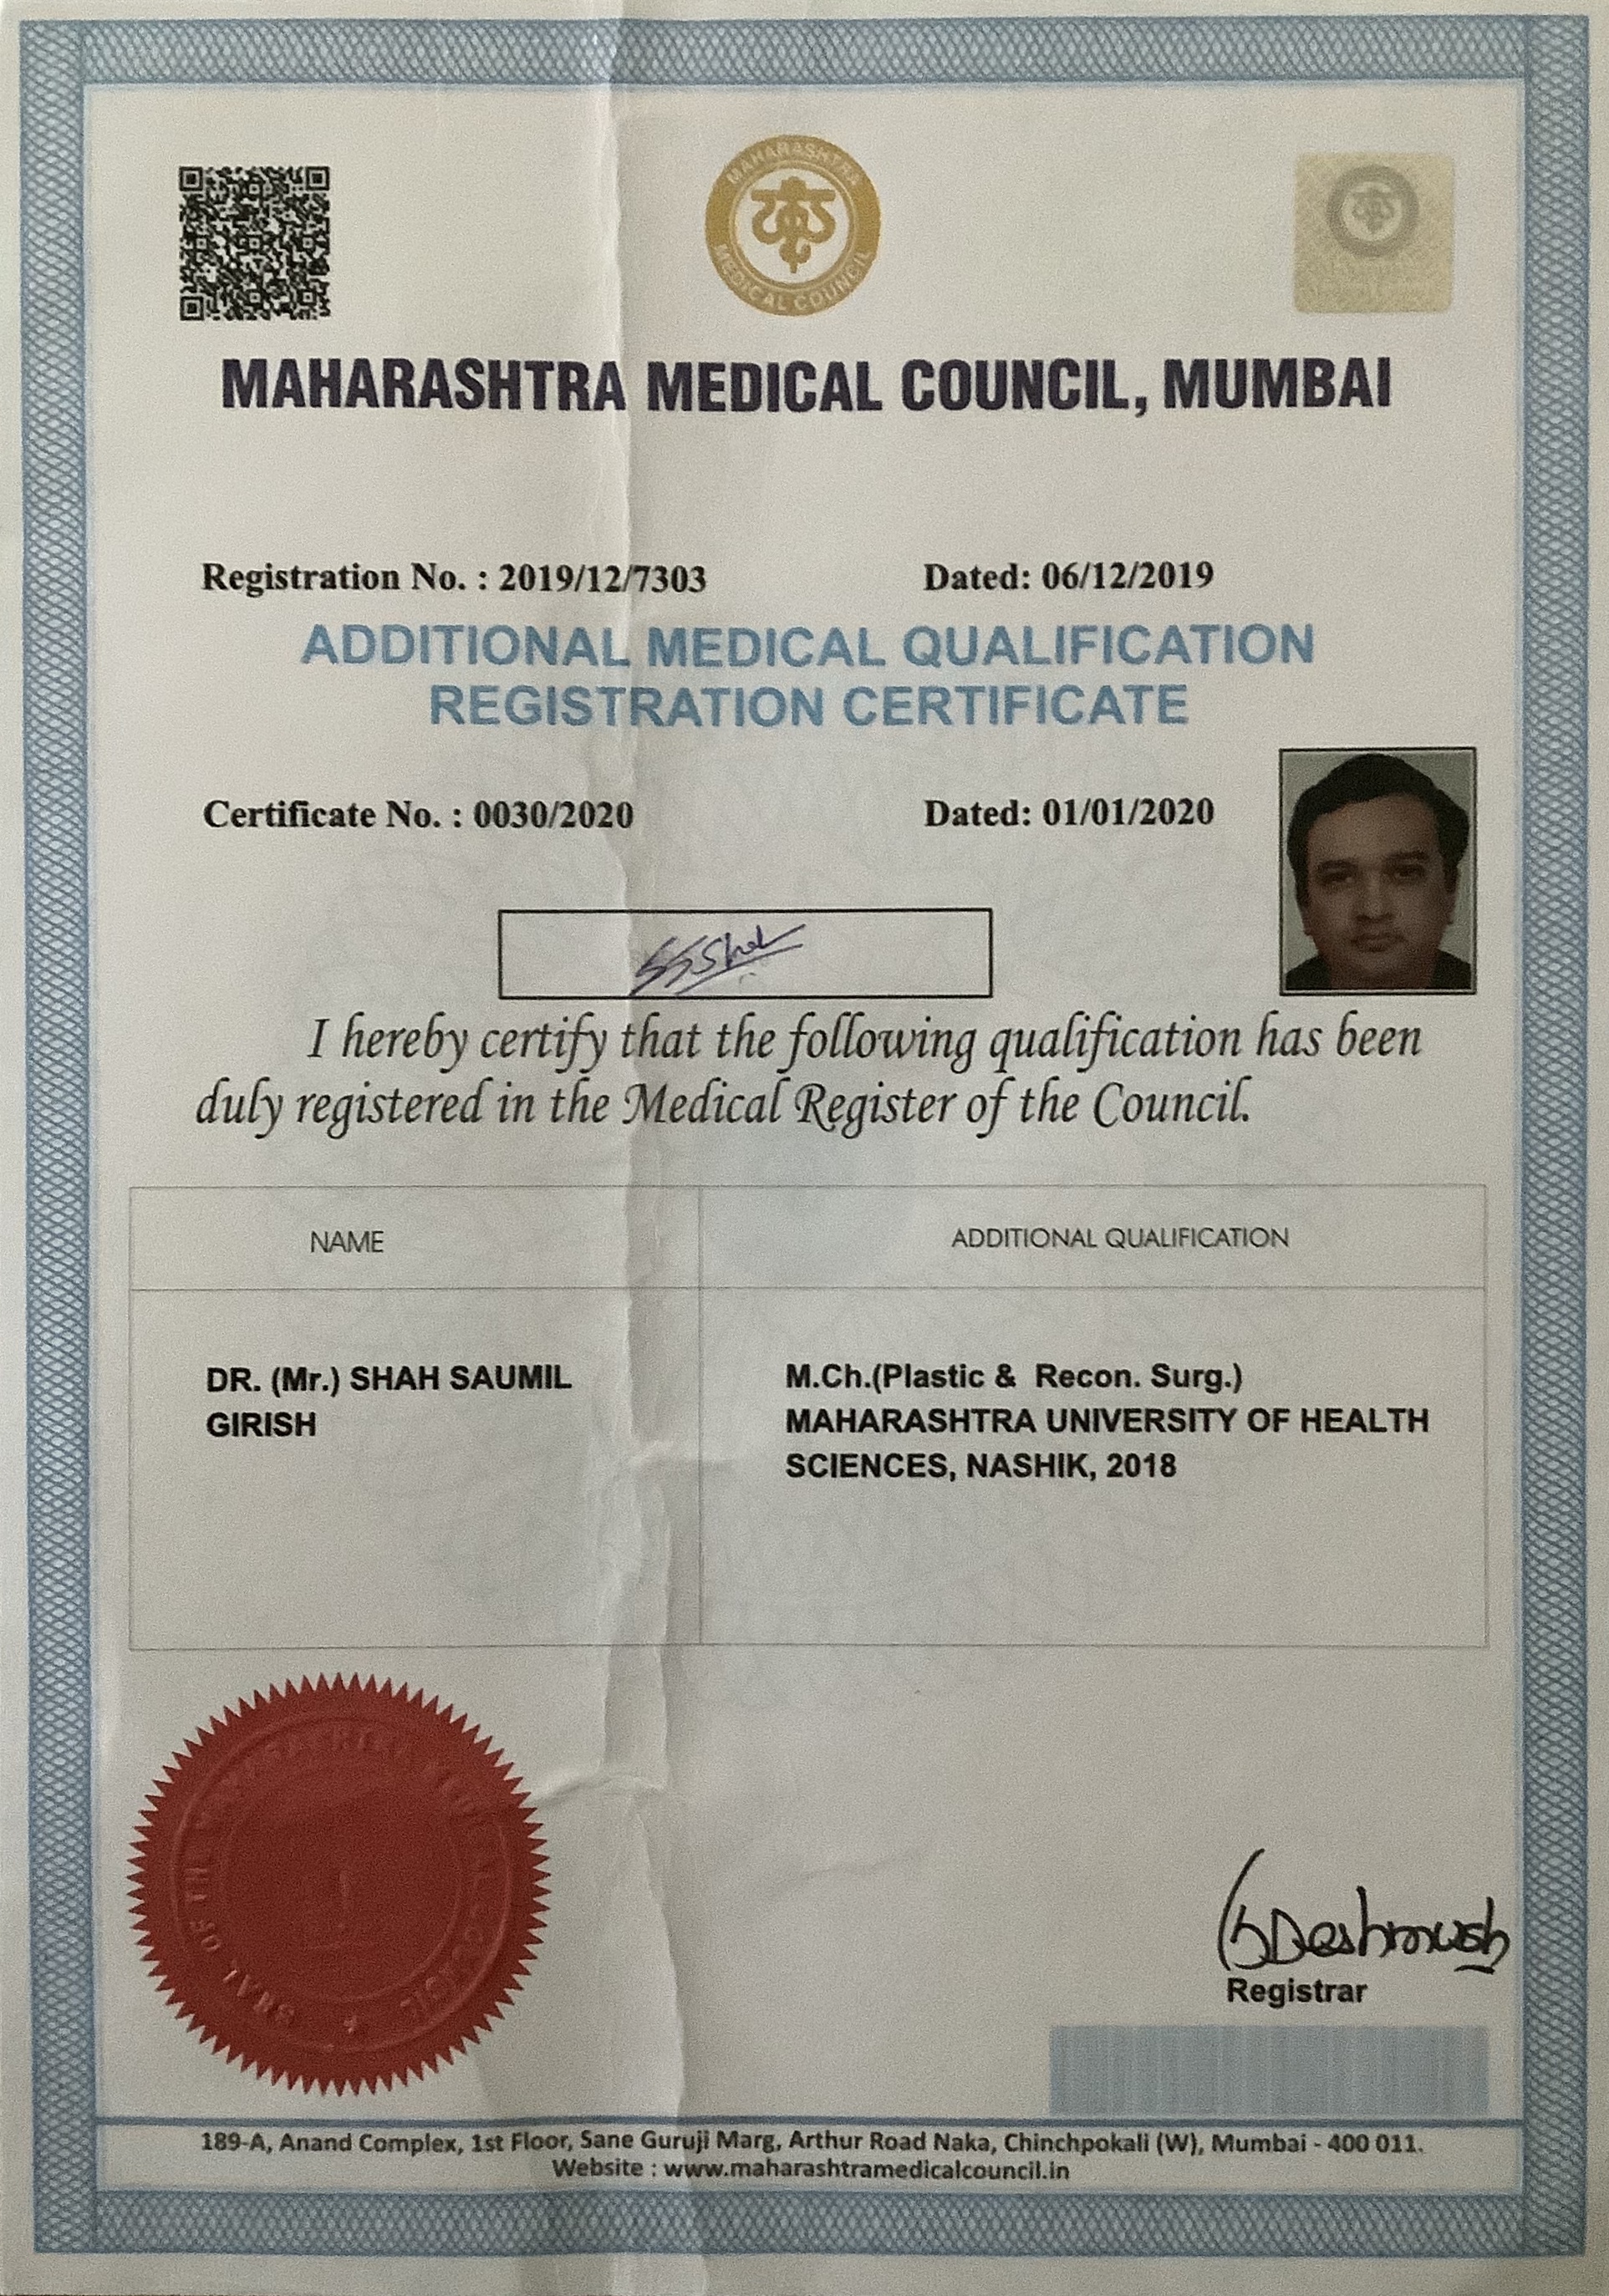 MAHARASHTRA
MEDICAL COUNCIL
MAHARASHTRA MEDICAL COUNCIL, MUMBAI
Registration No. : 2019/12/7303 Dated: 06/12/2019
ADDITIONAL MEDICAL QUALIFICATION
REGISTRATION CERTIFICATE
Certificate No. : 0030/2020 Dated: 01/01/2020
SGShah
I hereby certify that the following qualification has been
duly registered in the Medical Register of the Council.
NAME ADDITIONAL QUALIFICATION
DR. (Mr.) SHAH SAUMIL M.Ch.(Plastic & Recon. Surg.)
GIRISH MAHARASHTRA UNIVERSITY OF HEALTH
SCIENCES, NASHIK, 2018
SEAL OF THE MAHARASHTRA MEDICAL COUNCIL
Deshmukh
Registrar
189-A, Anand Complex, 1st Floor, Sane Guruji Marg, Arthur Road Naka, Chinchpokali (W), Mumbai - 400 011.
Website : www.maharashtramedicalcouncil.in